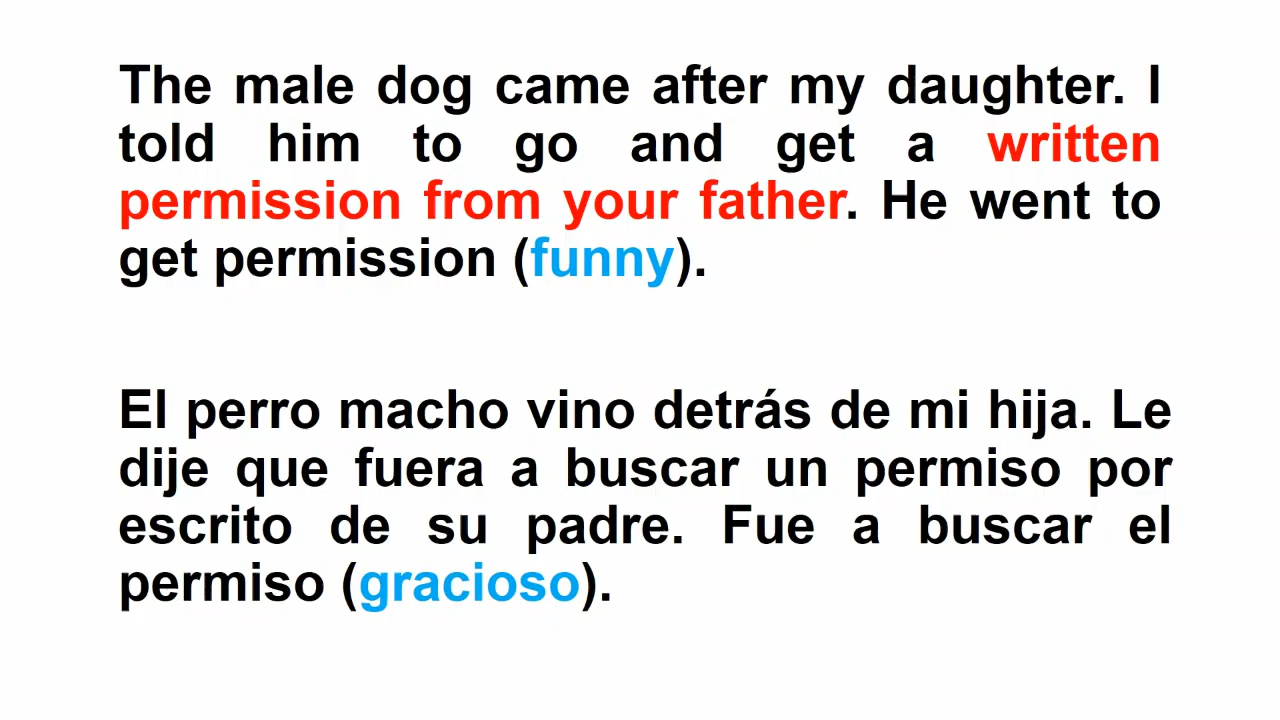 The male dog came after my daughter. I
told him to go and get a written
permission from your father. He went to
get permission (funny).
El perro macho vino detrás de mi hija. Le
dije que fuera a buscar un permiso por
escrito de su padre. Fue a buscar el
permiso (gracioso).